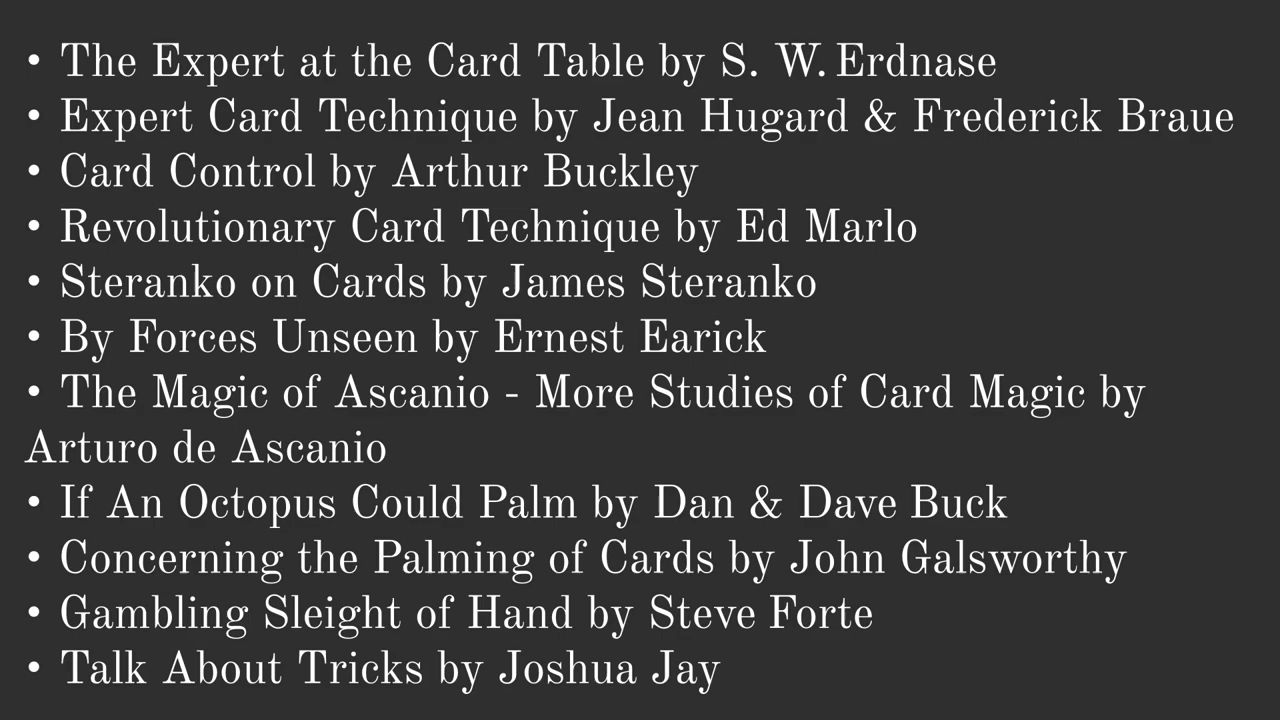 • The Expert at the Card Table by S. W. Erdnase
• Expert Card Technique by Jean Hugard & Frederick Braue
• Card Control by Arthur Buckley
• Revolutionary Card Technique by Ed Marlo
• Steranko on Cards by James Steranko
• By Forces Unseen by Ernest Earick
• The Magic of Ascanio - More Studies of Card Magic by
Arturo de Ascanio
• If An Octopus Could Palm by Dan & Dave Buck
• Concerning the Palming of Cards by John Galsworthy
• Gambling Sleight of Hand by Steve Forte
• Talk About Tricks by Joshua Jay